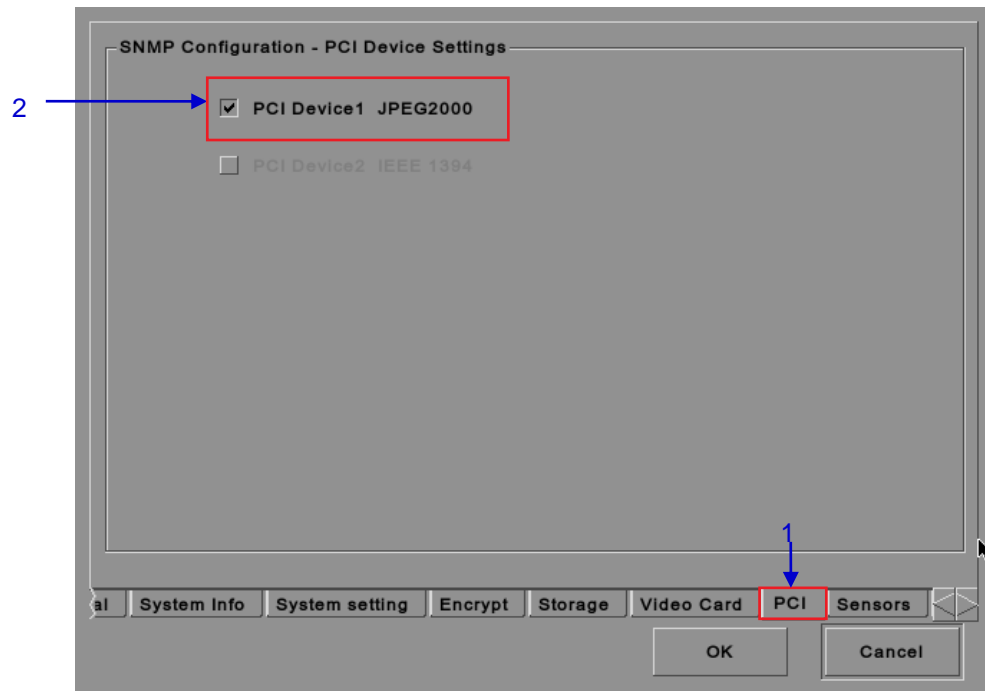 SNMP Configuration - PCI Device Settings
2
PCI Device1 JPEG2000
PCI Device2 IEEE 1394
1
al System Info System setting Encrypt Storage Video Card PCI Sensors
OK Cancel